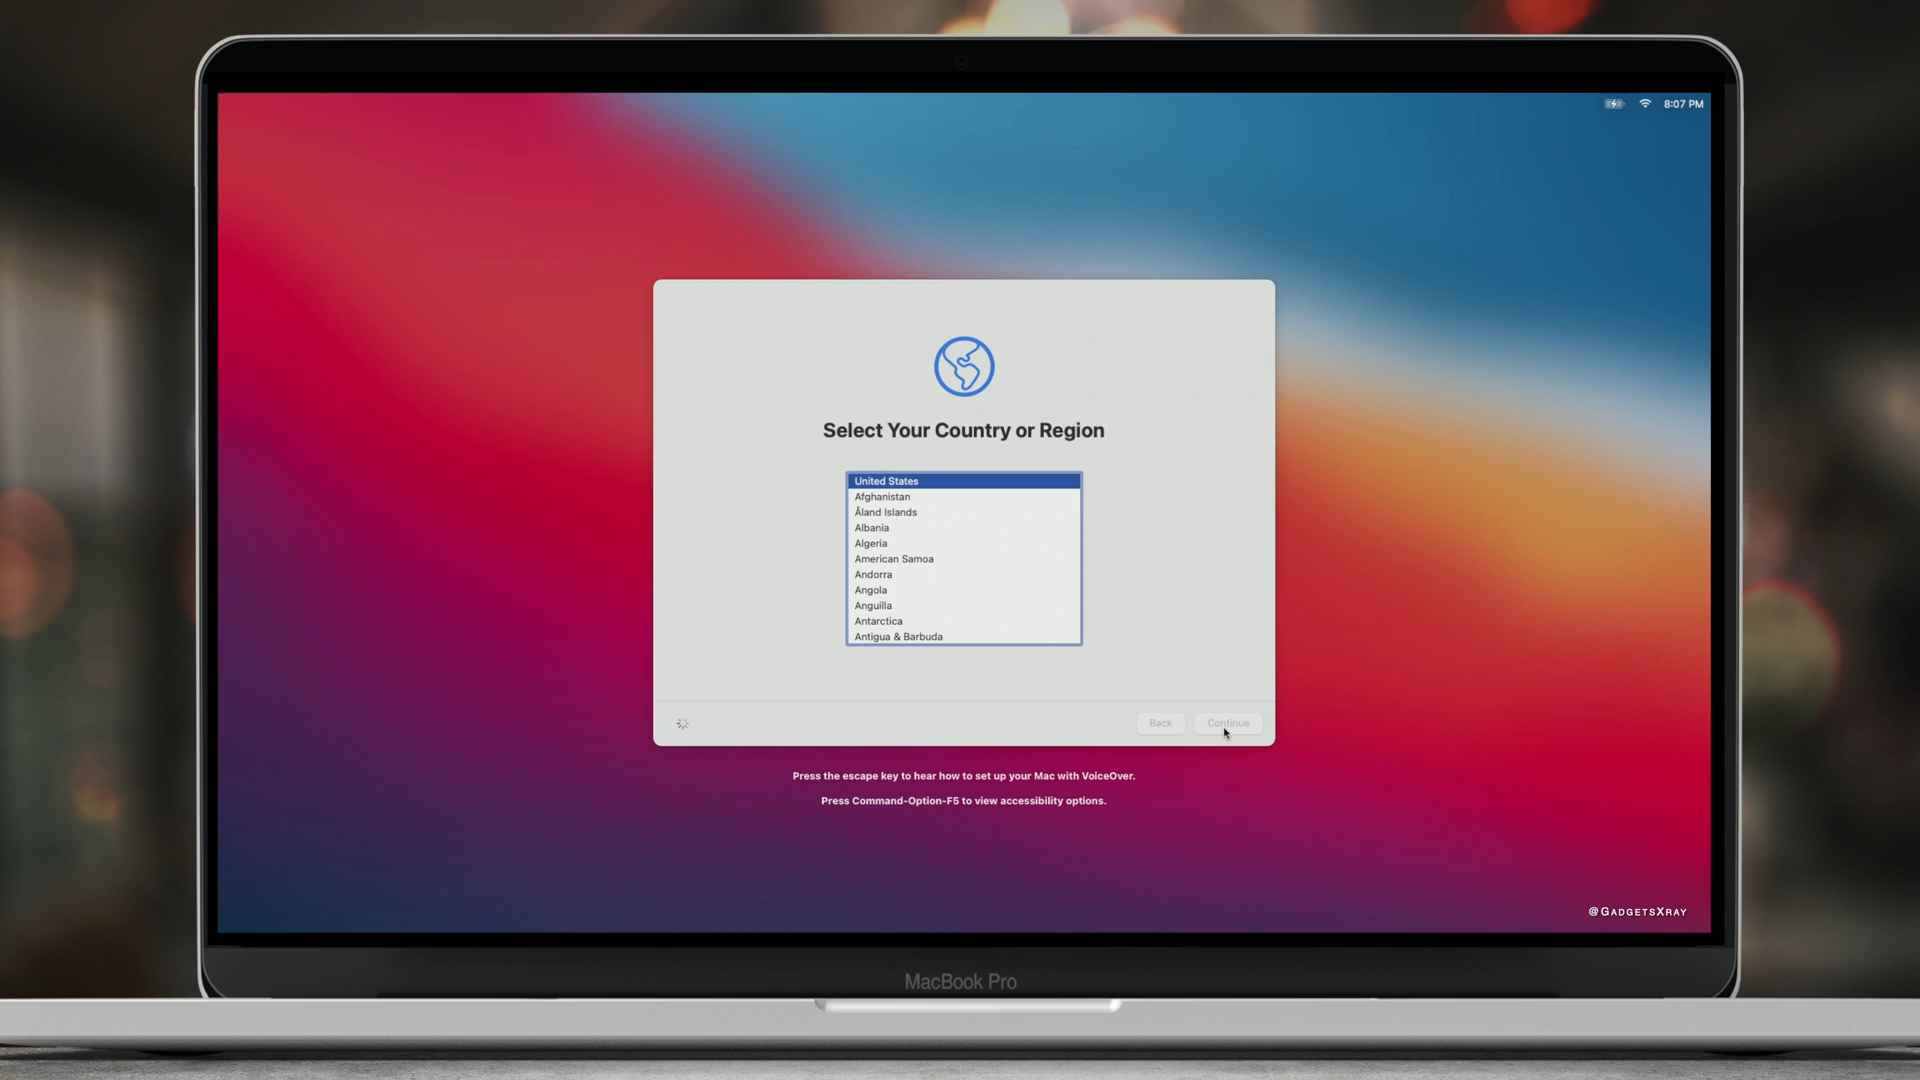 8:07 PM
Select Your Country or Region
United States
Afghanistan
Åland Islands
Albania
Algeria
American Samoa
Andorra
Angola
Anguilla
Antarctica
Antigua & Barbuda
Back
Continue
Press the escape key to hear how to set up your Mac with VoiceOver.
Press Command-Option-F5 to view accessibility options.
@GadgetsXray
MacBook Pro